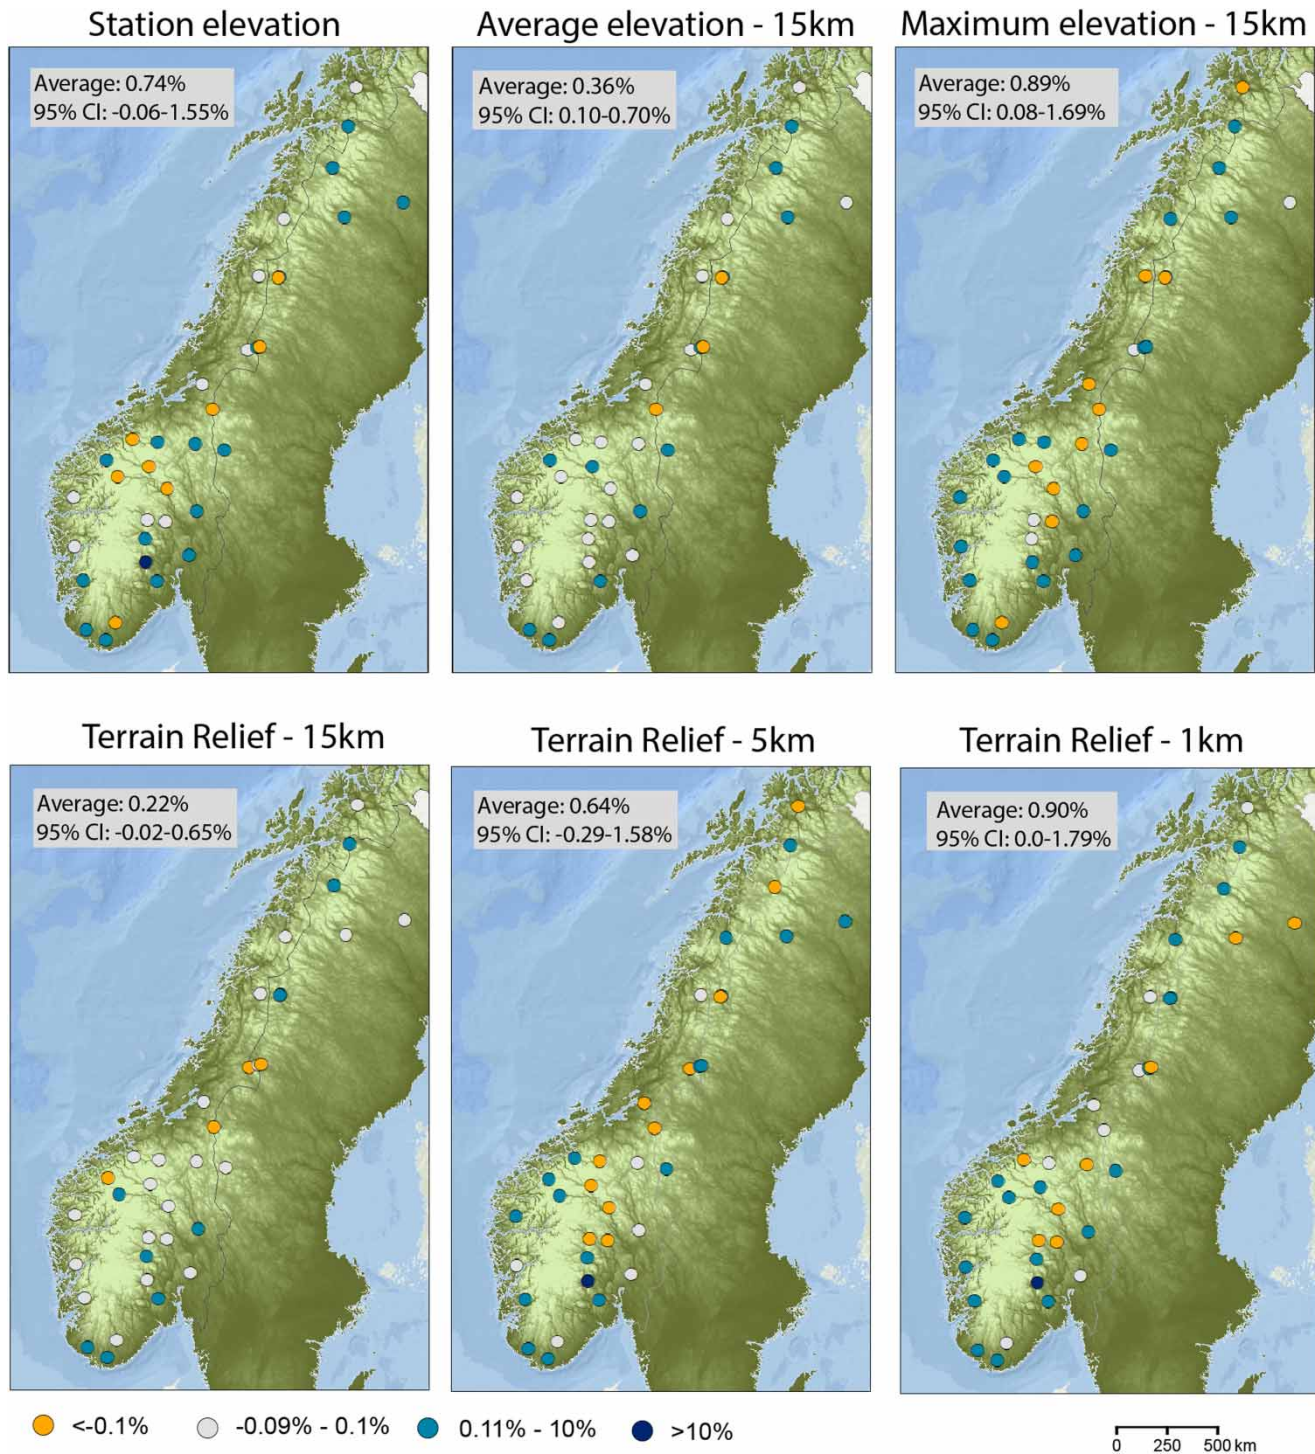 Station elevation
Average elevation - 15km
Maximum elevation - 15km
Average: 0.74%
95% CI: -0.06-1.55%
Average: 0.36%
95% CI: 0.10-0.70%
Average: 0.89%
95% CI: 0.08-1.69%
Terrain Relief - 15km
Terrain Relief - 5km
Terrain Relief - 1km
Average: 0.22%
95% CI: -0.02-0.65%
Average: 0.64%
95% CI: -0.29-1.58%
Average: 0.90%
95% CI: 0.0-1.79%
<-0.1%
-0.09% - 0.1%
0.11% - 10%
>10%
0 250 500 km